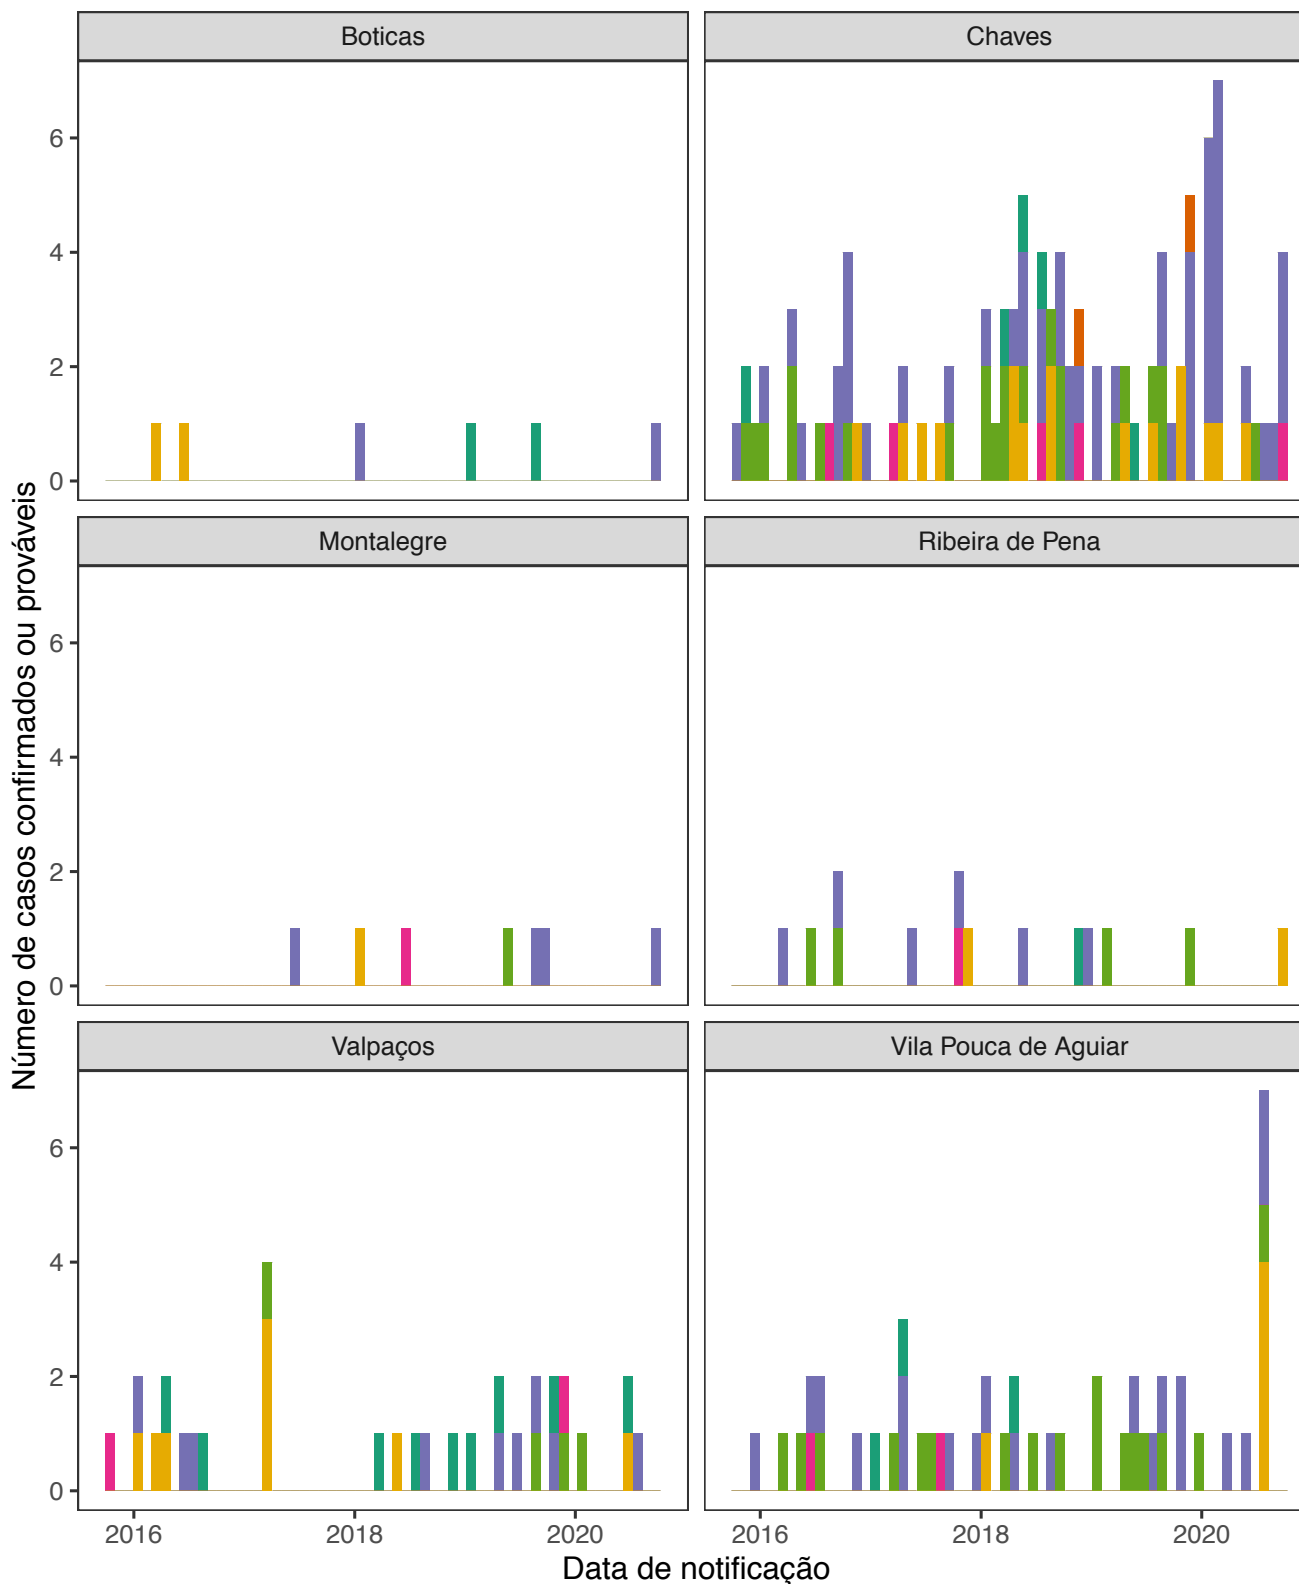 Boticas
Chaves
6
4
2
0
Montalegre
Ribeira de Pena
6
4
2
0
Número de casos confirmados ou prováveis
Valpaços
Vila Pouca de Aguiar
6
4
2
0
2016
2018
2020
2016
2018
2020
Data de notificação